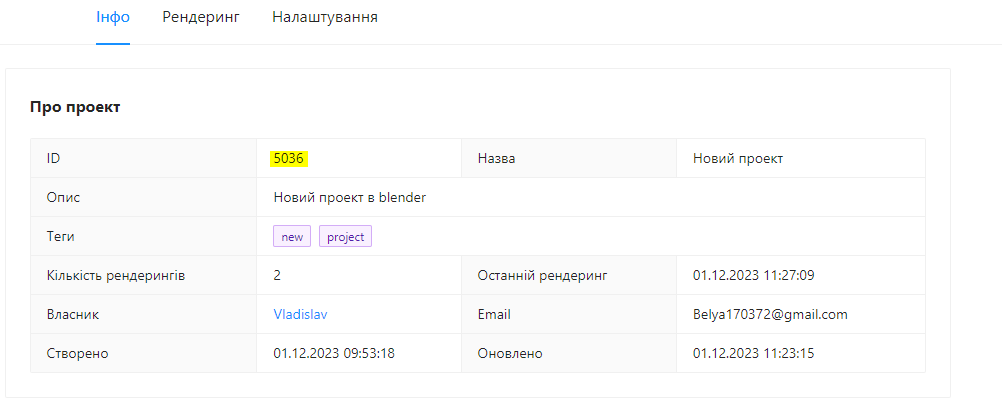 Інфо Рендеринг Налаштування
Про проект
ID 5036 Назва Новий проект
Опис Новий проект в blender
Теги new project
Кількість рендерингів 2 Останній рендеринг 01.12.2023 11:27:09
Власник Vladislav Email Belya170372@gmail.com
Створено 01.12.2023 09:53:18 Оновлено 01.12.2023 11:23:15